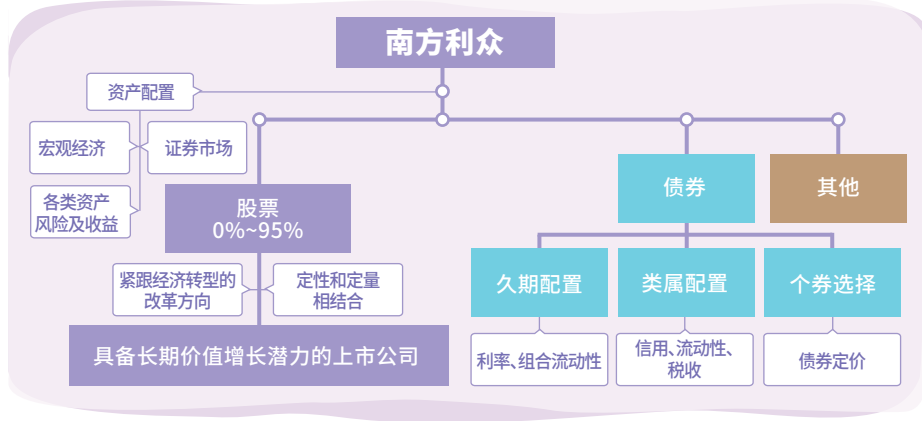 南方利众
资产配置
宏观经济
证券市场
各类资产
风险及收益
股票
0%~95%
债券
其他
紧跟经济转型的
改革方向
定性和定量
相结合
具备长期价值增长潜力的上市公司
久期配置
类属配置
个券选择
利率、组合流动性
信用、流动性、
税收
债券定价